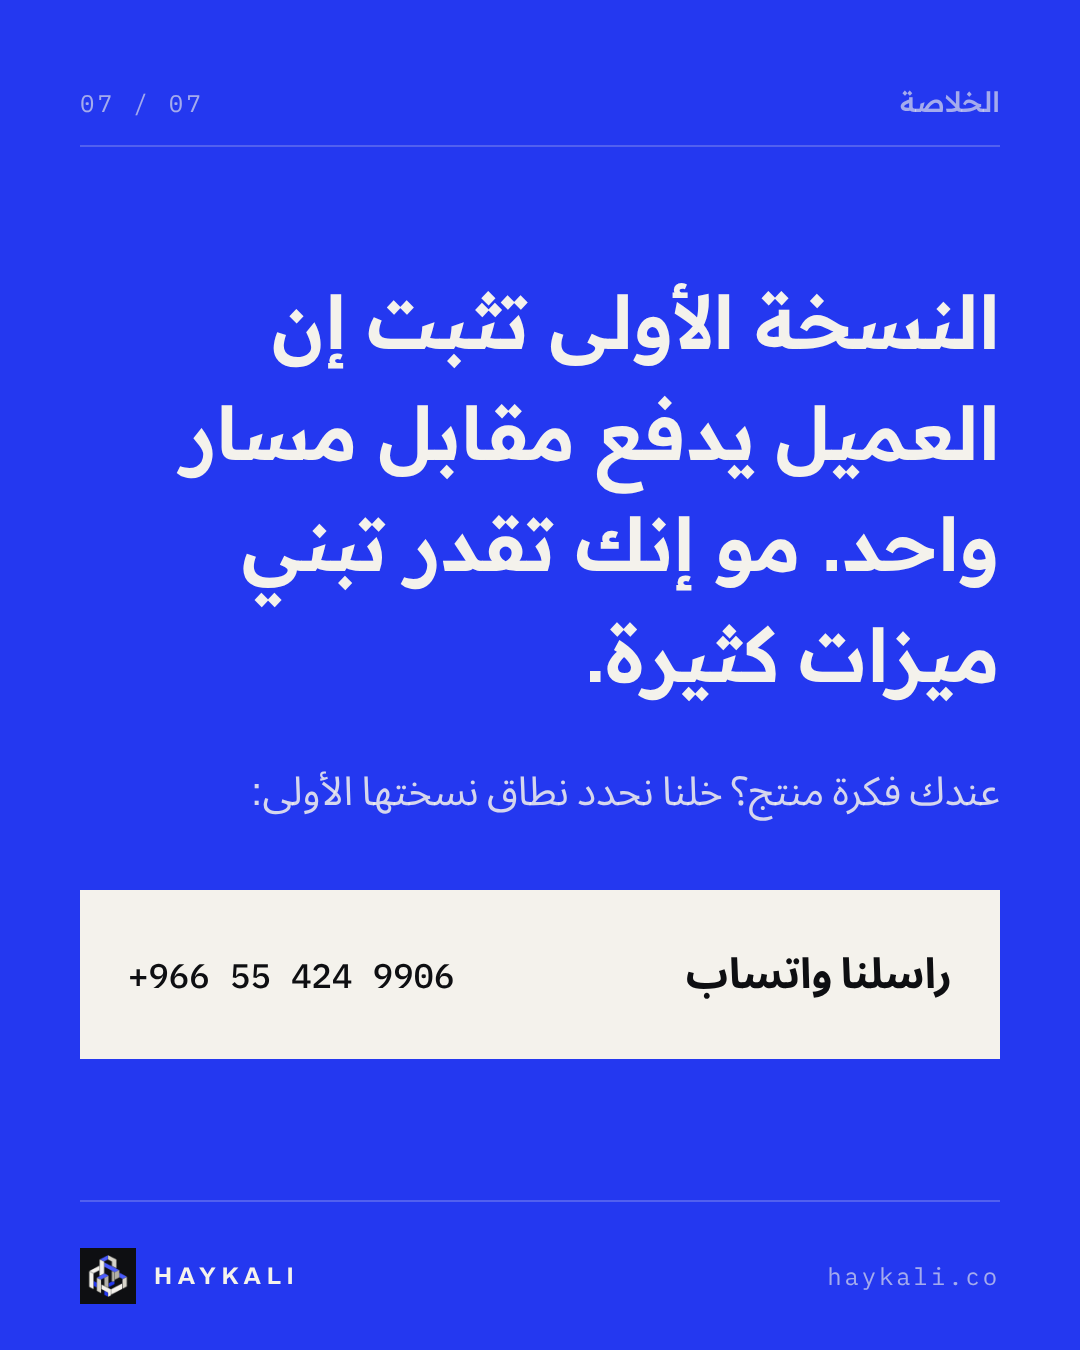 الخلاصة
07 / 07
النسخة الأولى تثبت إن
العميل يدفع مقابل مسار
واحد. مو إنك تقدر تبني
ميزات كثيرة.
عندك فكرة منتج؟ خلنا نحدد نطاق نسختها الأولى:
راسلنا واتساب
+966 55 424 9906
HAYKALI
haykali.co